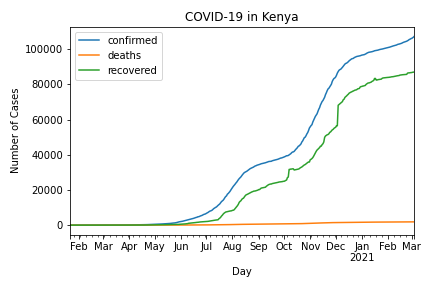 COVID-19 in Kenya
confirmed
deaths
recovered
Number of Cases
100000
80000
60000
40000
20000
0
Feb Mar Apr May Jun Jul Aug Sep Oct Nov Dec Jan Feb Mar
2021
Day